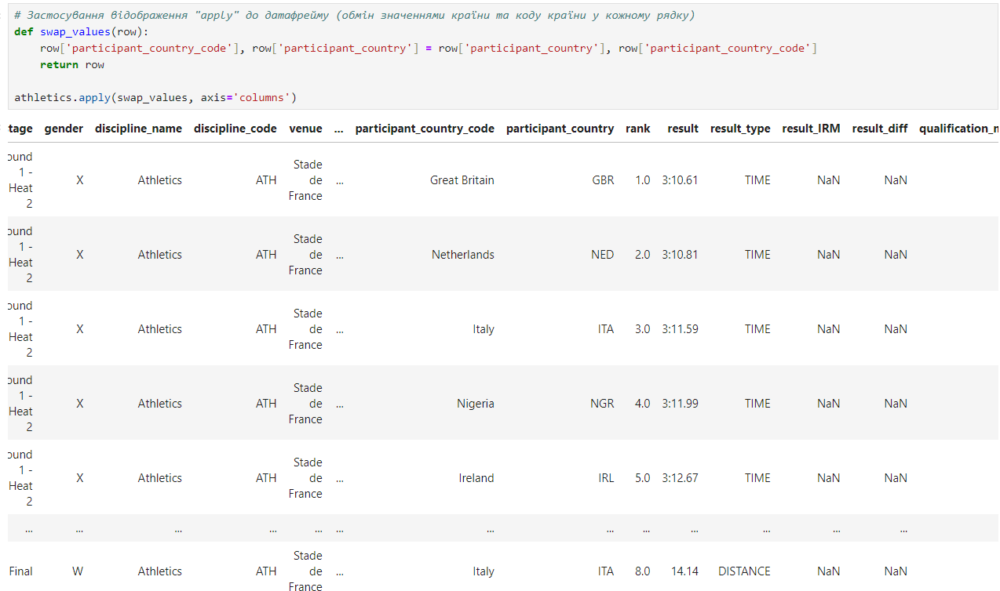 # Застосування відображення "apply" до датафрейму (обмін значеннями країни та коду країни у кожному рядку)
def swap_values(row):
    row['participant_country_code'], row['participant_country'] = row['participant_country'], row['participant_country_code']
    return row
athletics.apply(swap_values, axis='columns')
tage gender discipline_name discipline_code venue ... participant_country_code participant_country rank result result_type result_IRM result_diff qualification_
ound
1 -
Heat
2
X Athletics ATH
Stade
de
France
... Great Britain GBR 1.0 3:10.61 TIME NaN NaN
ound
1 -
Heat
2
X Athletics ATH
Stade
de
France
... Netherlands NED 2.0 3:10.81 TIME NaN NaN
ound
1 -
Heat
2
X Athletics ATH
Stade
de
France
... Italy ITA 3.0 3:11.59 TIME NaN NaN
ound
1 -
Heat
2
X Athletics ATH
Stade
de
France
... Nigeria NGR 4.0 3:11.99 TIME NaN NaN
ound
1 -
Heat
2
X Athletics ATH
Stade
de
France
... Ireland IRL 5.0 3:12.67 TIME NaN NaN
... ... ... ... ... ... ... ... ... ... ... ... ...
Final W Athletics ATH
Stade
de
France
... Italy ITA 8.0 14.14 DISTANCE NaN NaN